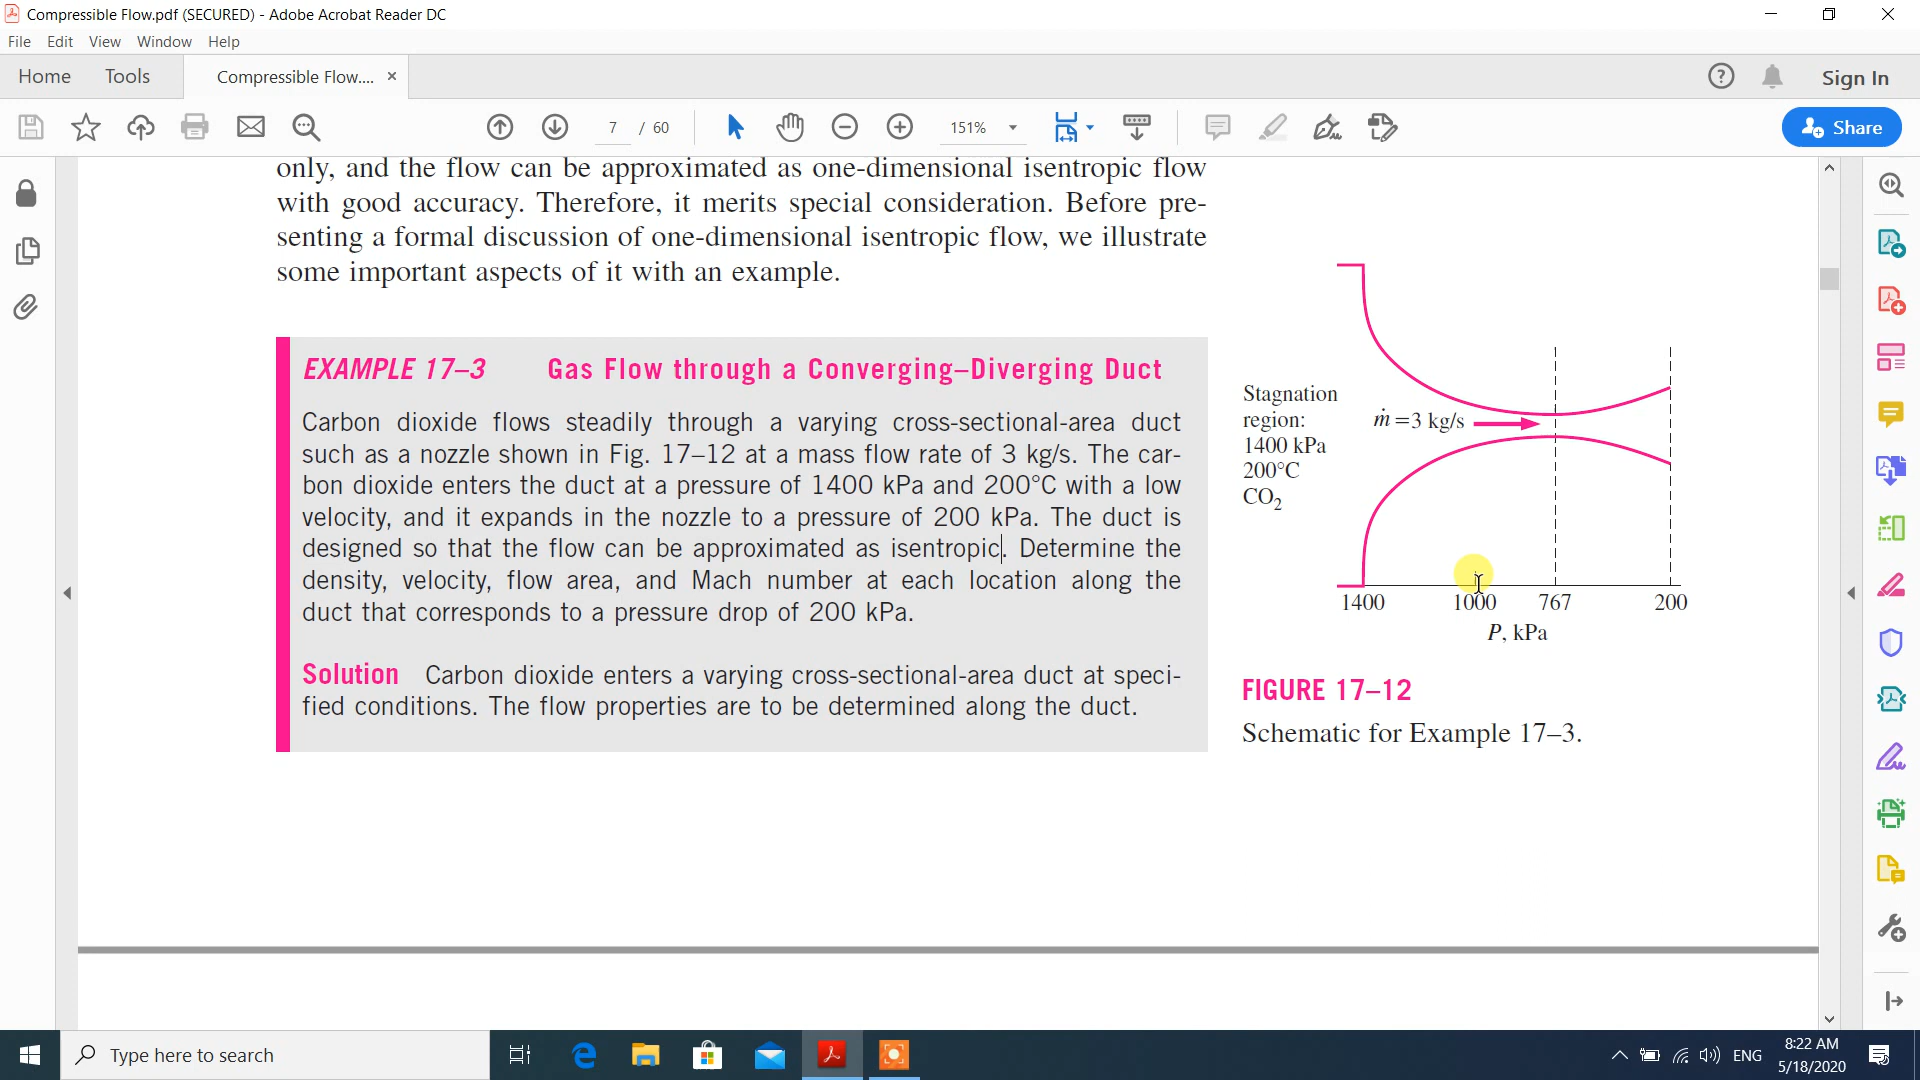 Compressible Flow.pdf (SECURED) - Adobe Acrobat Reader DC
File Edit View Window Help
Home Tools Compressible Flow.... × Sign In
7 / 60 151% Share
only, and the flow can be approximated as one-dimensional isentropic flow
with good accuracy. Therefore, it merits special consideration. Before pre-
senting a formal discussion of one-dimensional isentropic flow, we illustrate
some important aspects of it with an example.
EXAMPLE 17–3 Gas Flow through a Converging–Diverging Duct
Carbon dioxide flows steadily through a varying cross-sectional-area duct
such as a nozzle shown in Fig. 17–12 at a mass flow rate of 3 kg/s. The car-
bon dioxide enters the duct at a pressure of 1400 kPa and 200°C with a low
velocity, and it expands in the nozzle to a pressure of 200 kPa. The duct is
designed so that the flow can be approximated as isentropic. Determine the
density, velocity, flow area, and Mach number at each location along the
duct that corresponds to a pressure drop of 200 kPa.
Solution Carbon dioxide enters a varying cross-sectional-area duct at speci-
fied conditions. The flow properties are to be determined along the duct.
Stagnation
region:
1400 kPa
200°C
CO₂
ṁ = 3 kg/s
1400 1000 767 200
P, kPa
FIGURE 17–12
Schematic for Example 17–3.
Type here to search
ENG
8:22 AM
5/18/2020